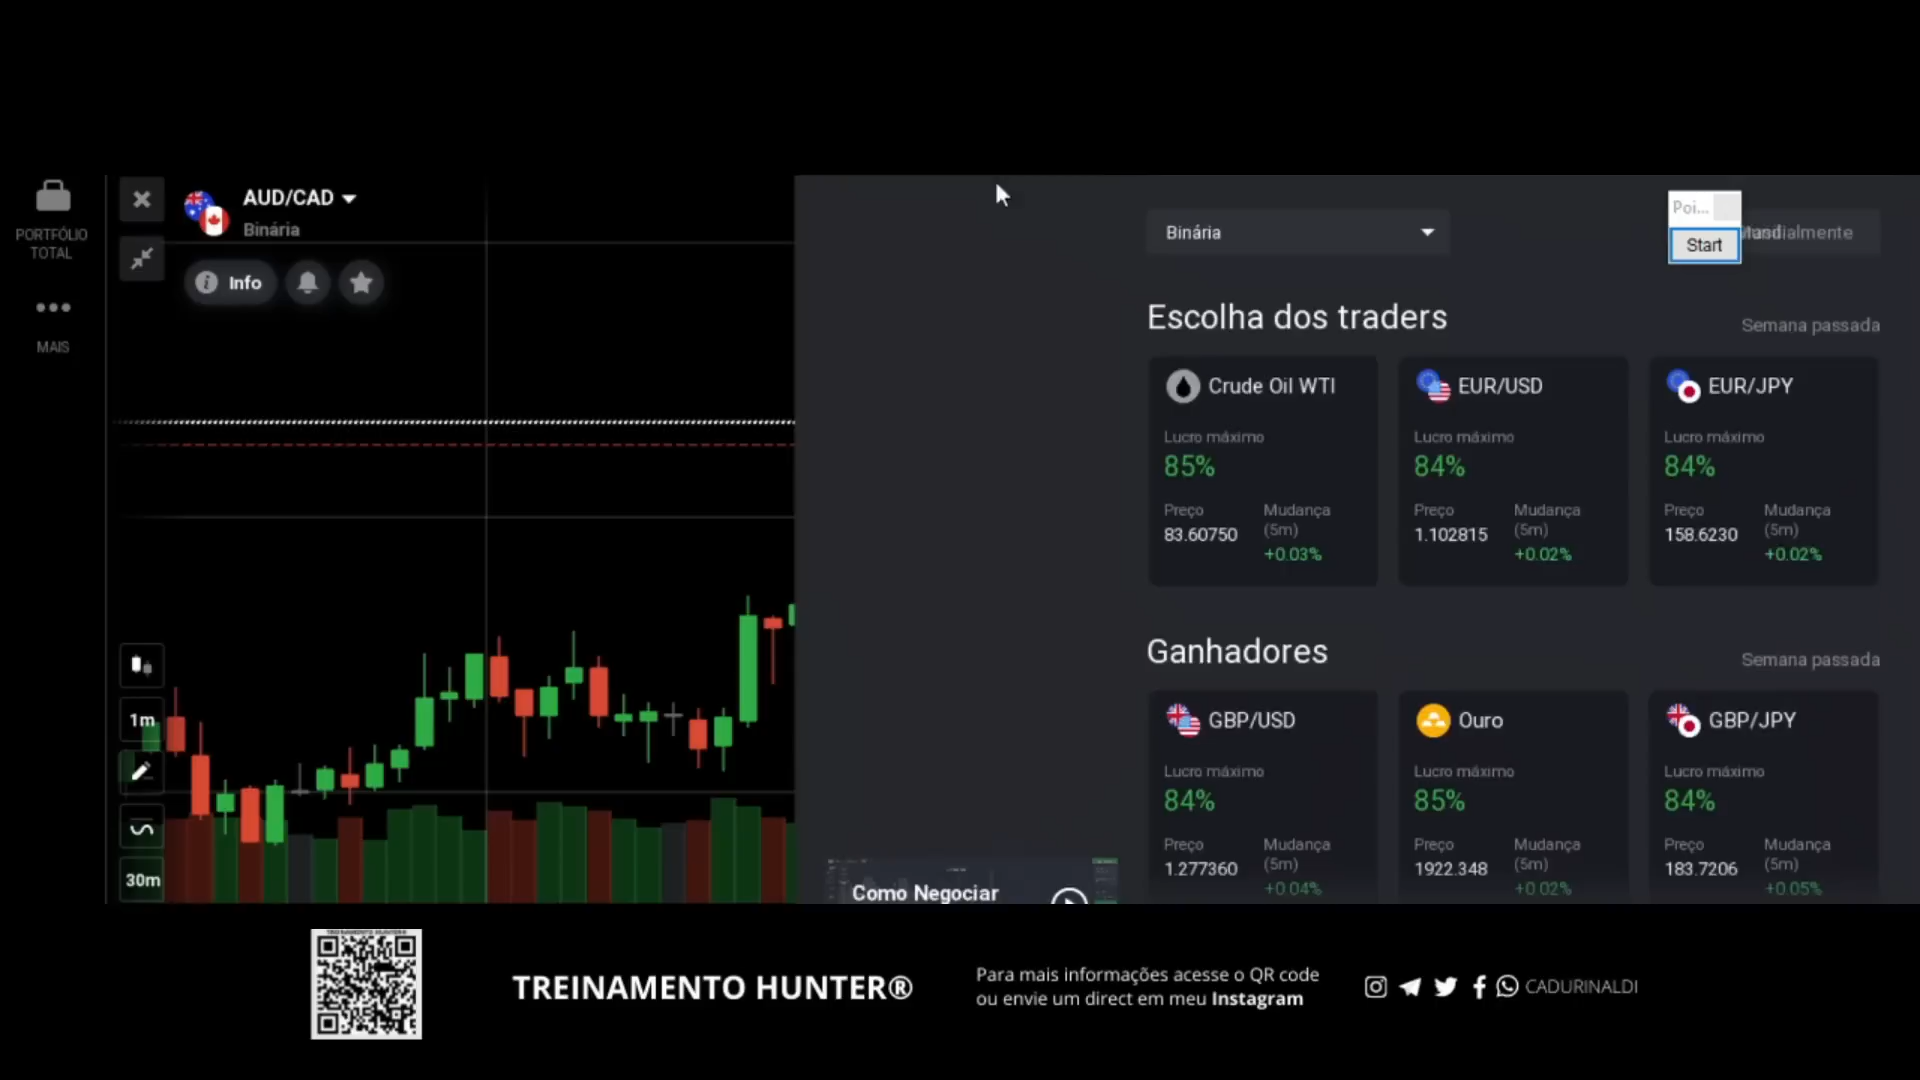 PORTFÓLIO
TOTAL
MAIS
AUD/CAD
Binária
Info
1m
30m
Binária
Poi...
Start
Mundialmente
Escolha dos traders
Semana passada
Crude Oil WTI
Lucro máximo
85%
Preço
83.60750
Mudança
(5m)
+0.03%
EUR/USD
Lucro máximo
84%
Preço
1.102815
Mudança
(5m)
+0.02%
EUR/JPY
Lucro máximo
84%
Preço
158.6230
Mudança
(5m)
+0.02%
Ganhadores
Semana passada
GBP/USD
Lucro máximo
84%
Preço
1.277360
Mudança
(5m)
+0.04%
Ouro
Lucro máximo
85%
Preço
1922.348
Mudança
(5m)
+0.02%
GBP/JPY
Lucro máximo
84%
Preço
183.7206
Mudança
(5m)
+0.05%
Como Negociar
TREINAMENTO HUNTER®
Para mais informações acesse o QR code
ou envie um direct em meu Instagram
CADURINALDI